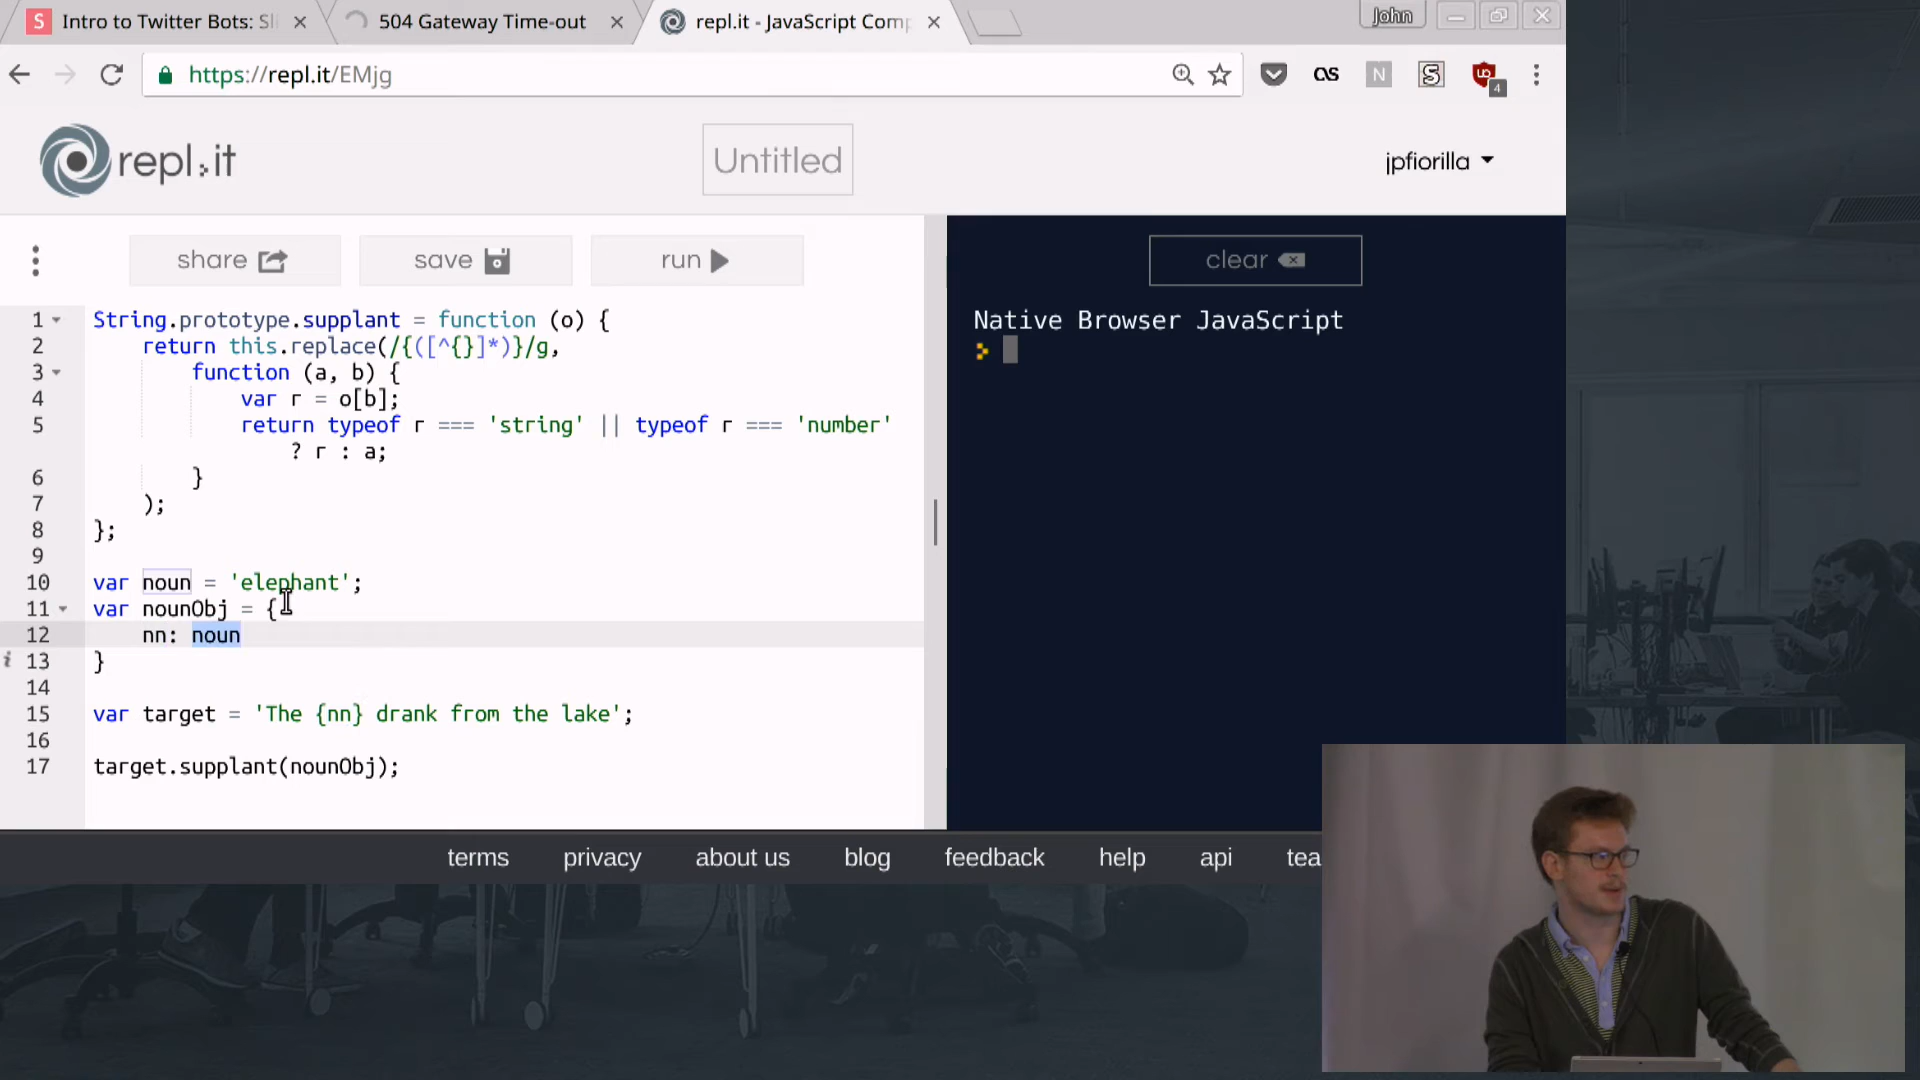 S Intro to Twitter Bots: Sli
504 Gateway Time-out
repl.it - JavaScript Comp
John
https://repl.it/EMjg
as
N
S
4
repl.it
Untitled
jpfiorilla
share
save
run
clear
1 String.prototype.supplant = function (o) {
2 return this.replace(/{([^{}]*)}/g,
3 function (a, b) {
4 var r = o[b];
5 return typeof r === 'string' || typeof r === 'number'
? r : a;
6 }
7 );
8 };
9
10 var noun = 'elephant';
11 var nounObj = {
12 nn: noun
13 }
14
15 var target = 'The {nn} drank from the lake';
16
17 target.supplant(nounObj);
Native Browser JavaScript
terms privacy about us blog feedback help api tea